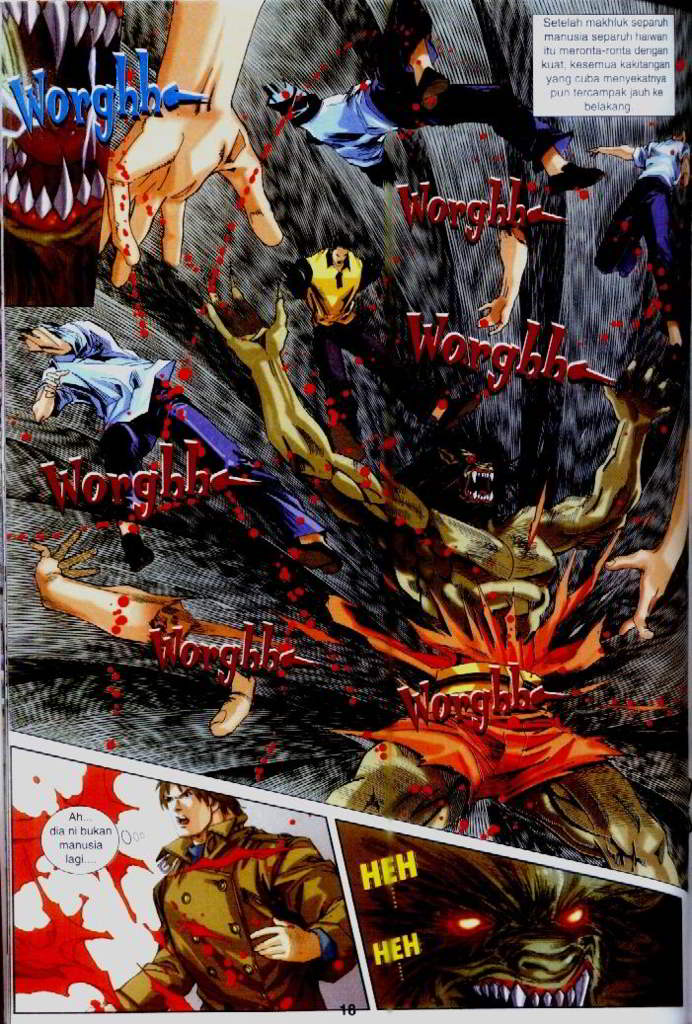 Setelah makhluk separuh
manusia separuh haiwan
itu meronta-ronta dengan
kuat, kesemua kakitangan
yang cuba menyekatnya
pun tercampak jauh ke
belakang.
Worghh
Worghh
Worghh
Worghh
Worghh
Worghh
Ah...
dia ni bukan
manusia
lagi....
HEH
......
HEH
......
18